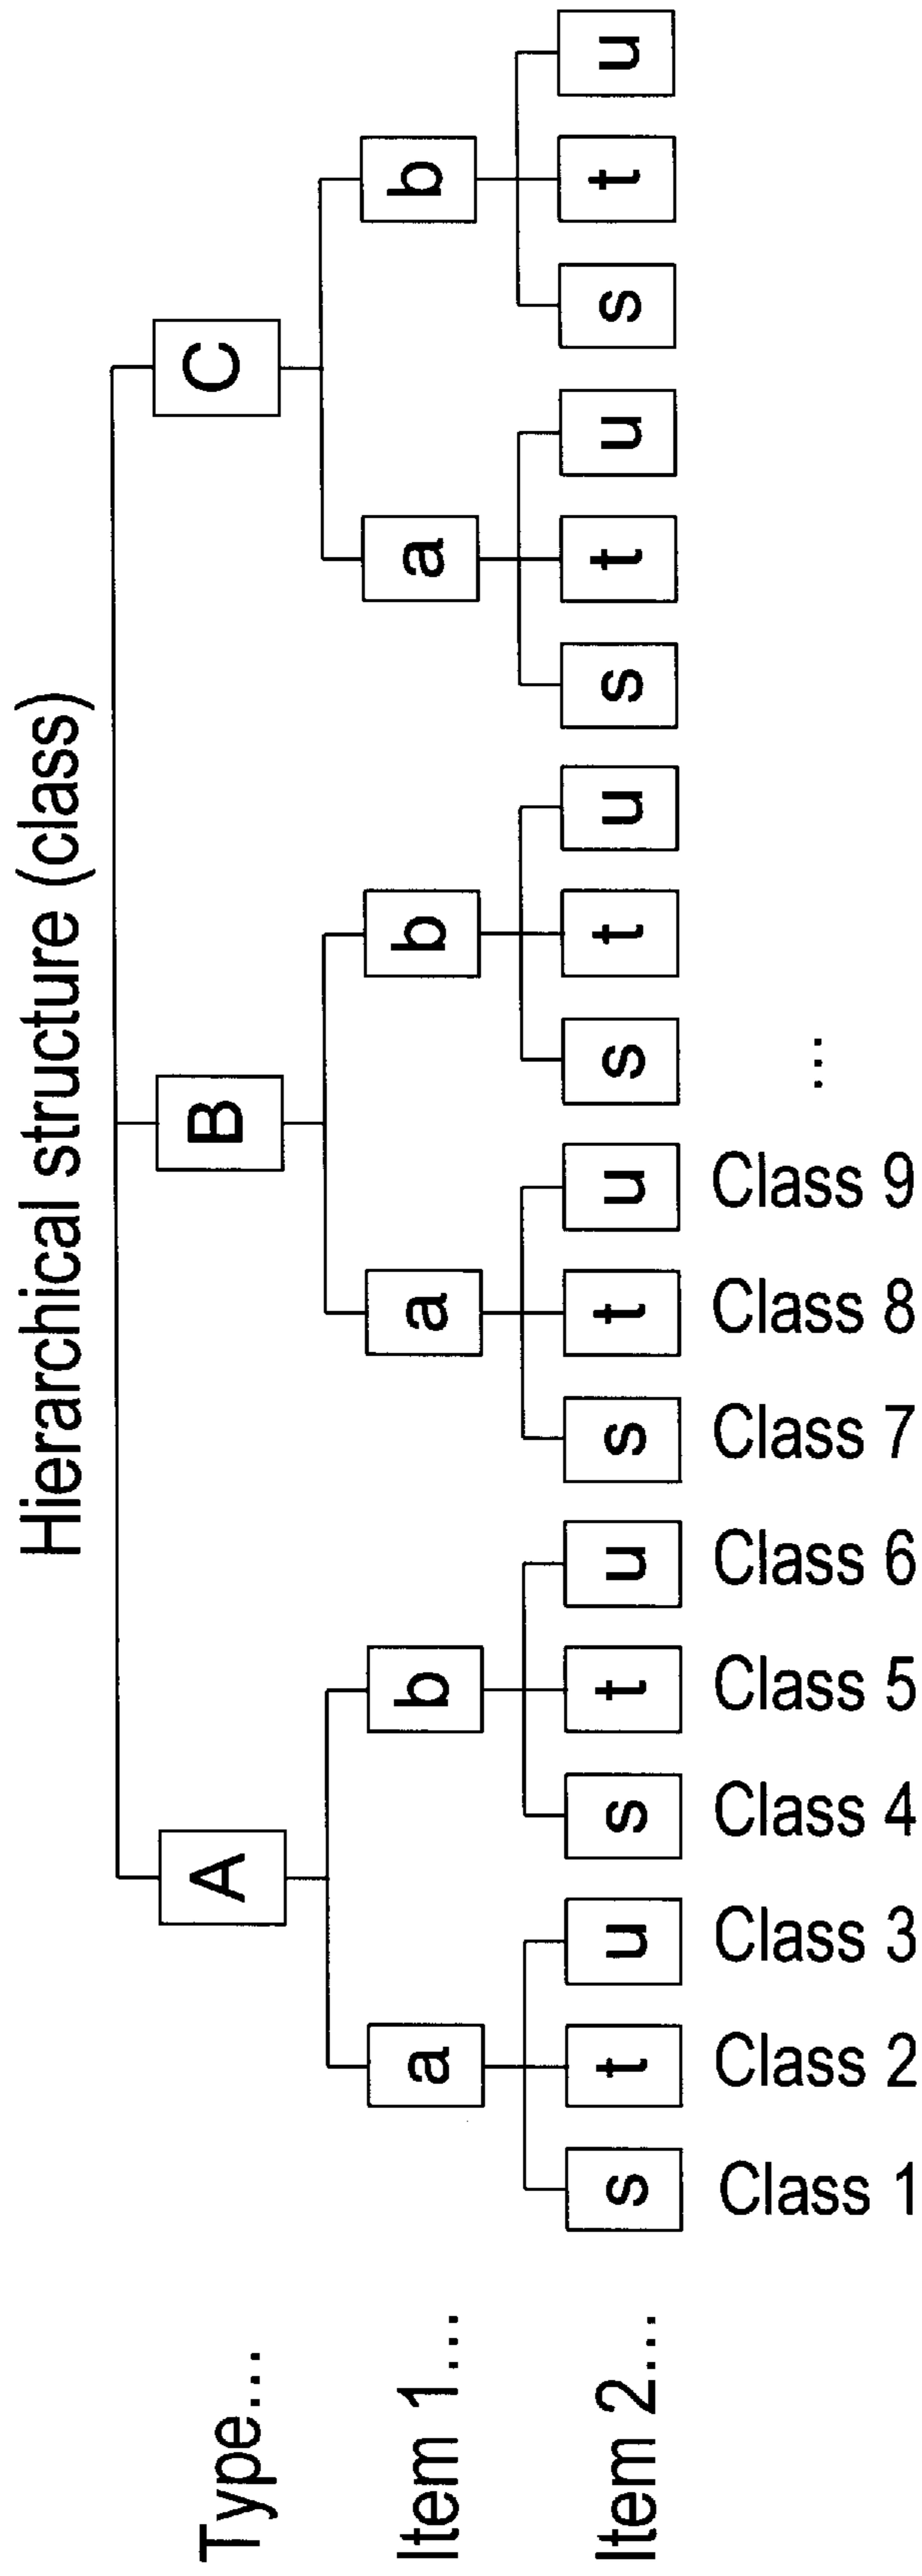 Hierarchical structure (class)
Type... A B C
Item 1... a b a b a b
Item 2... s t u s t u s t u s t u s t u s t u
Class 1 Class 2 Class 3 Class 4 Class 5 Class 6 Class 7 Class 8 Class 9 ...